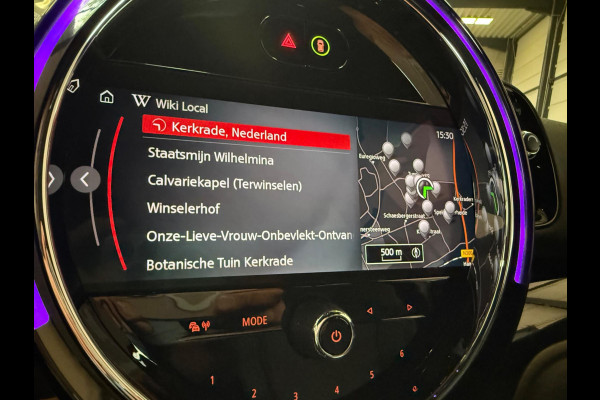 W Wiki Local
15:30
Kerkrade, Nederland
Staatsmijn Wilhelmina
Calvariekapel (Terwinselen)
Winselerhof
Onze-Lieve-Vrouw-Onbevlekt-Ontvan
Botanische Tuin Kerkrade
Schaesbergerstraat
500 m
MODE
1
2
3
4
5
6